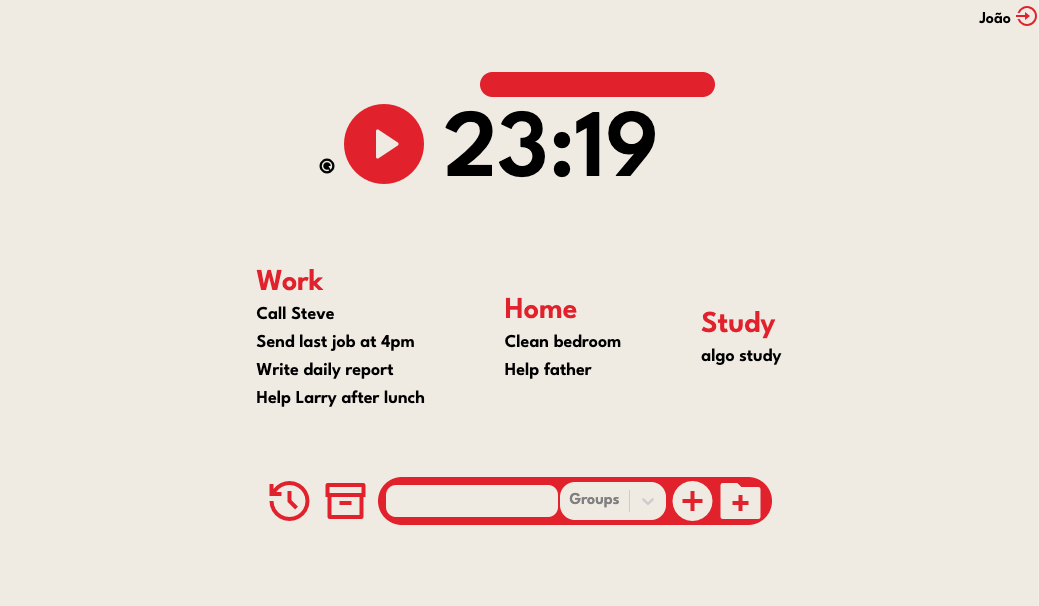 João
23:19
Work
Call Steve
Send last job at 4pm
Write daily report
Help Larry after lunch
Home
Clean bedroom
Help father
Study
algo study
Groups